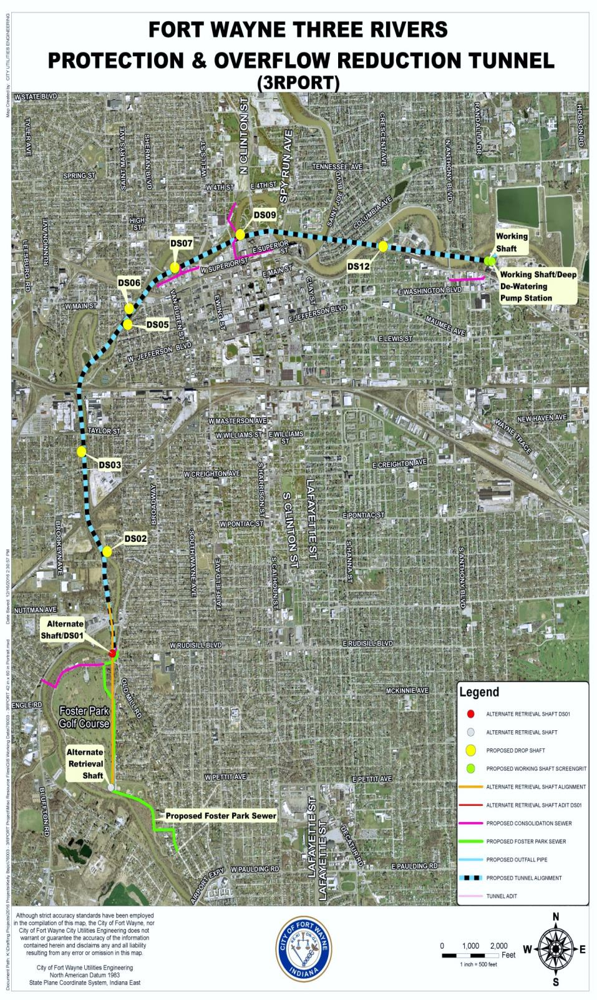 FORT WAYNE THREE RIVERS
PROTECTION & OVERFLOW REDUCTION TUNNEL
(3RPORT)
Map Created by: CITY UTILITIES ENGINEERING
Date Saved: 12/16/2016 2:30:57 PM
W STATE BLVD
TYLER AVE
SAINT MARYS AVE
SHERMAN BLVD
WELLS ST
N CLINTON ST
SPY RUN AVE
CRESCENT AVE
N ANTHONY BLVD
RANDALLIA DR
HOBSON RD
SPRING ST
TENNESSEE AVE
W 4TH ST
E 4TH ST
SAINT JOE BLVD
COLUMBIA AVE
HIGH
ST
RUNNION AVE
LEESBURG RD
DS09
DS07
E SUPERIOR
ST
W SUPERIOR ST
Working
Shaft
DS12
E MAIN ST
Working Shaft/Deep
De-Watering
Pump Station
DS06
CLAY ST
E WASHINGTON BLVD
W MAIN ST
VAN BUREN ST
EWING ST
E JEFFERSON BLVD
MAUMEE AVE
DS05
W JEFFERSON BLVD
E LEWIS ST
W MASTERSON AVE
NEW HAVEN AVE
TAYLOR ST
W WILLIAMS ST
E WILLIAMS
ST
WAYNE TRACE
DS03
W CREIGHTON AVE
E CREIGHTON AVE
S HARRISON ST
S CLINTON ST
LAFAYETTE ST
BROADWAY
W PONTIAC ST
E PONTIAC ST
BROOKLYN AVE
DS02
SOUTH WAYNE AVE
FAIRFIELD AVE
S CALHOUN ST
S HANNA ST
S ANTHONY BLVD
NUTTMAN AVE
Alternate
Shaft/DS01
W RUDISILL BLVD
E RUDISILL BLVD
OLD MILL RD
MCKINNIE AVE
ENGLE RD
Foster Park
Golf Course
Alternate
Retrieval
Shaft
W PETTIT AVE
E PETTIT AVE
BLUFFTON RD
Proposed Foster Park Sewer
LAFAYETTE ST
LAFAYETTE ST
DECATUR RD
W PAULDING RD
E PAULDING RD
AIRPORT EXPY
Legend
ALTERNATE RETRIEVAL SHAFT DS01
ALTERNATE RETRIEVAL SHAFT
PROPOSED DROP SHAFT
PROPOSED WORKING SHAFT SCREENGRIT
ALTERNATE RETRIEVAL SHAFT ALIGNMENT
ALTERNATE RETRIEVAL SHAFT ADIT DS01
PROPOSED CONSOLIDATION SEWER
PROPOSED FOSTER PARK SEWER
PROPOSED OUTFALL PIPE
PROPOSED TUNNEL ALIGNMENT
TUNNEL ADIT
Although strict accuracy standards have been employed
in the compilation of this map, the City of Fort Wayne, nor
City of Fort Wayne City Utilities Engineering does not
warrant or guarantee the accuracy of the information
contained herein and disclaims any and all liability
resulting from any error or omission in this map.
City of Fort Wayne Utilities Engineering
North American Datum 1983
State Plane Coordinate System, Indiana East
CITY OF FORT WAYNE
KE-KI ON-GA
INDIANA
0 1,000 2,000
Feet
1 inch = 500 feet
N
W
E
S